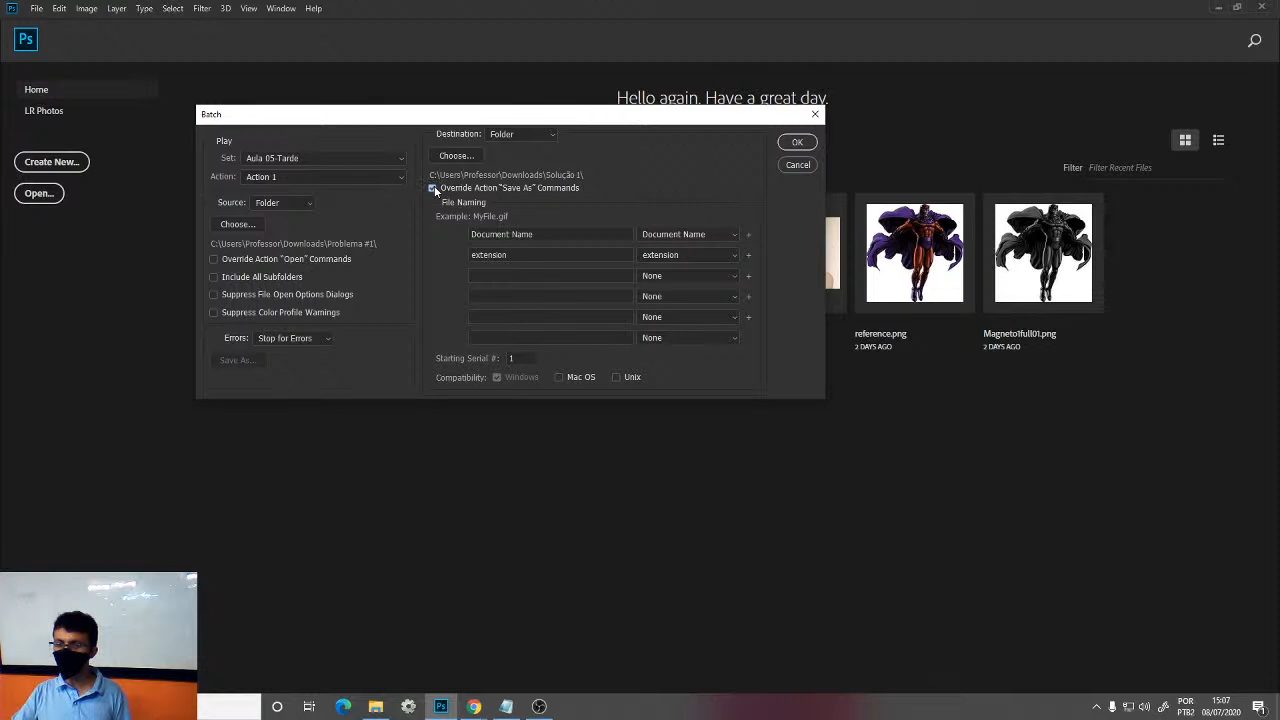 Ps File Edit Image Layer Type Select Filter 3D View Window Help
Ps
Home
LR Photos
Create New...
Open...
Hello again. Have a great day.
Filter Filter Recent Files
reference.png
2 DAYS AGO
Magneto1full01.png
2 DAYS AGO
Batch
Play
Set: Aula 05-Tarde
Action: Action 1
Source: Folder
Choose...
C:\Users\Professor\Downloads\Problema #1\
Override Action "Open" Commands
Include All Subfolders
Suppress File Open Options Dialogs
Suppress Color Profile Warnings
Errors: Stop for Errors
Save As...
Destination: Folder
Choose...
C:\Users\Professor\Downloads\Solução 1\
Override Action "Save As" Commands
File Naming
Example: MyFile.gif
Document Name Document Name +
extension extension +
None +
None +
None +
None
Starting Serial #: 1
Compatibility: Windows Mac OS Unix
OK
Cancel
Ps
POR
PTB2
15:07
08/07/2020